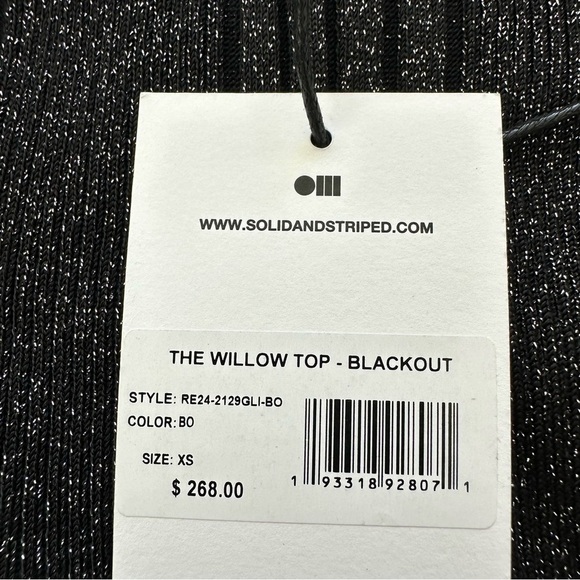 WWW.SOLIDANDSTRIPED.COM
THE WILLOW TOP - BLACKOUT
STYLE: RE24-2129GLI-BO
COLOR: BO
SIZE: XS
$ 268.00
1 93318 92807 1